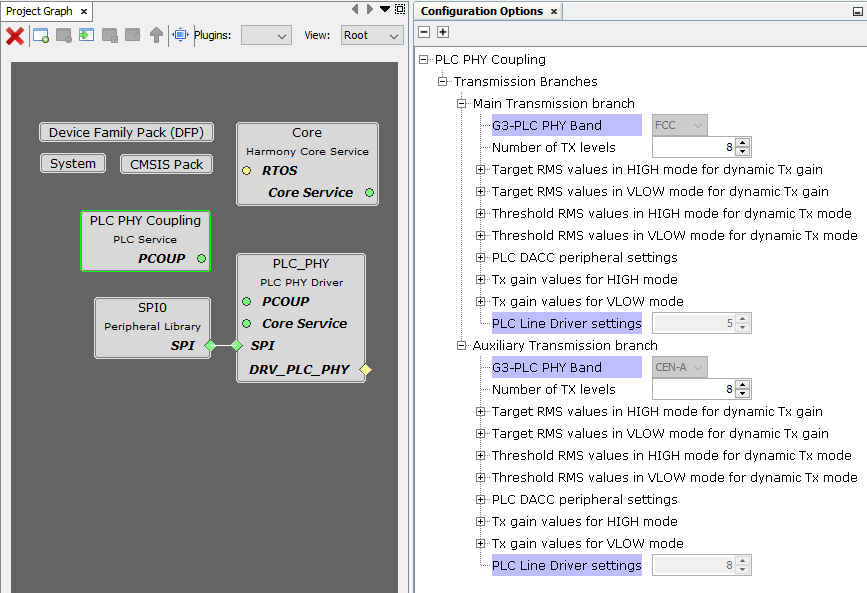 Project Graph ×
Plugins:
View: Root
Device Family Pack (DFP)
System
CMSIS Pack
Core
Harmony Core Service
RTOS
Core Service
PLC PHY Coupling
PLC Service
PCOUP
PLC_PHY
PLC PHY Driver
PCOUP
Core Service
SPI
DRV_PLC_PHY
SPI0
Peripheral Library
SPI
Configuration Options ×
PLC PHY Coupling
Transmission Branches
Main Transmission branch
G3-PLC PHY Band FCC
Number of TX levels 8
Target RMS values in HIGH mode for dynamic Tx gain
Target RMS values in VLOW mode for dynamic Tx gain
Threshold RMS values in HIGH mode for dynamic Tx mode
Threshold RMS values in VLOW mode for dynamic Tx mode
PLC DACC peripheral settings
Tx gain values for HIGH mode
Tx gain values for VLOW mode
PLC Line Driver settings 5
Auxiliary Transmission branch
G3-PLC PHY Band CEN-A
Number of TX levels 8
Target RMS values in HIGH mode for dynamic Tx gain
Target RMS values in VLOW mode for dynamic Tx gain
Threshold RMS values in HIGH mode for dynamic Tx mode
Threshold RMS values in VLOW mode for dynamic Tx mode
PLC DACC peripheral settings
Tx gain values for HIGH mode
Tx gain values for VLOW mode
PLC Line Driver settings 8